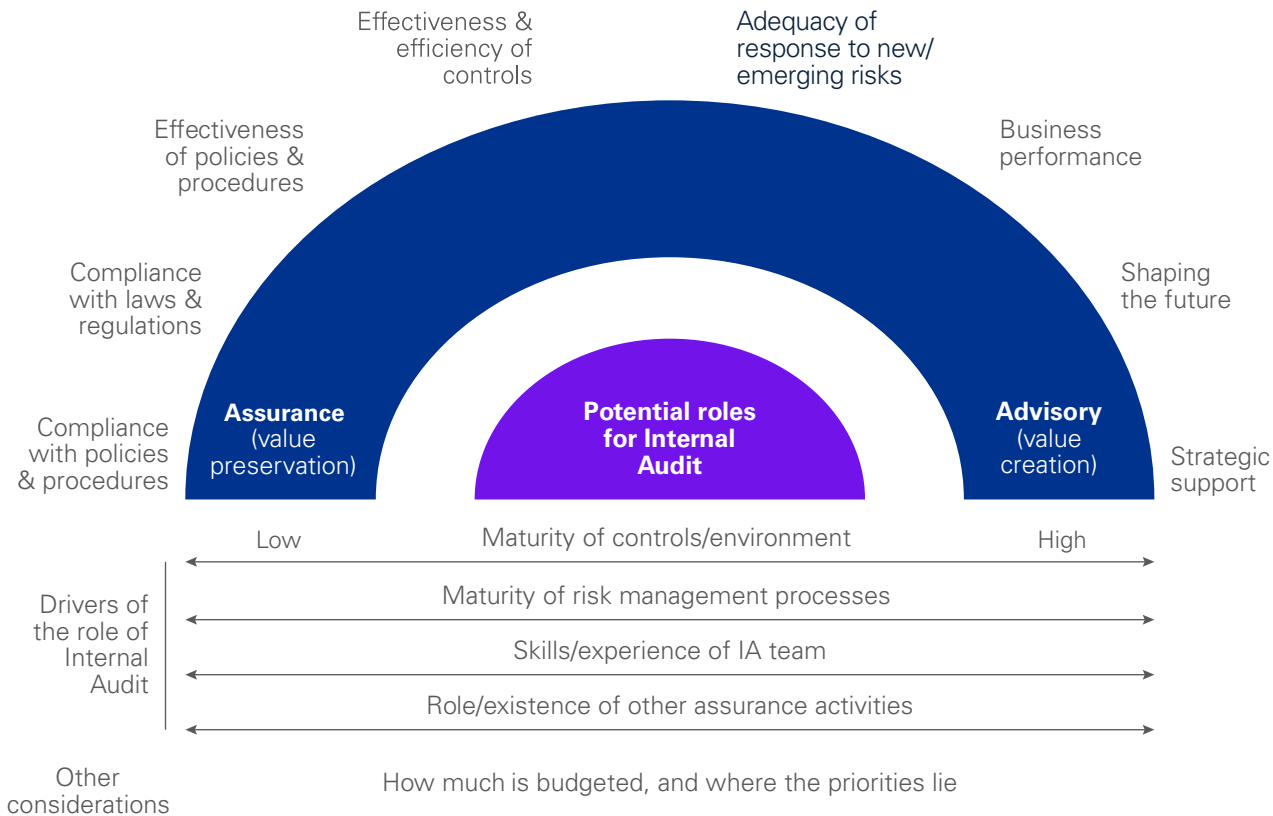 Effectiveness &
efficiency of
controls
Adequacy of
response to new/
emerging risks
Effectiveness
of policies &
procedures
Business
performance
Compliance
with laws &
regulations
Shaping
the future
Compliance
with policies
& procedures
Assurance
(value
preservation)
Potential roles
for Internal
Audit
Advisory
(value
creation)
Strategic
support
Low
Maturity of controls/environment
High
Drivers of
the role of
Internal
Audit
Maturity of risk management processes
Skills/experience of IA team
Role/existence of other assurance activities
Other
considerations
How much is budgeted, and where the priorities lie